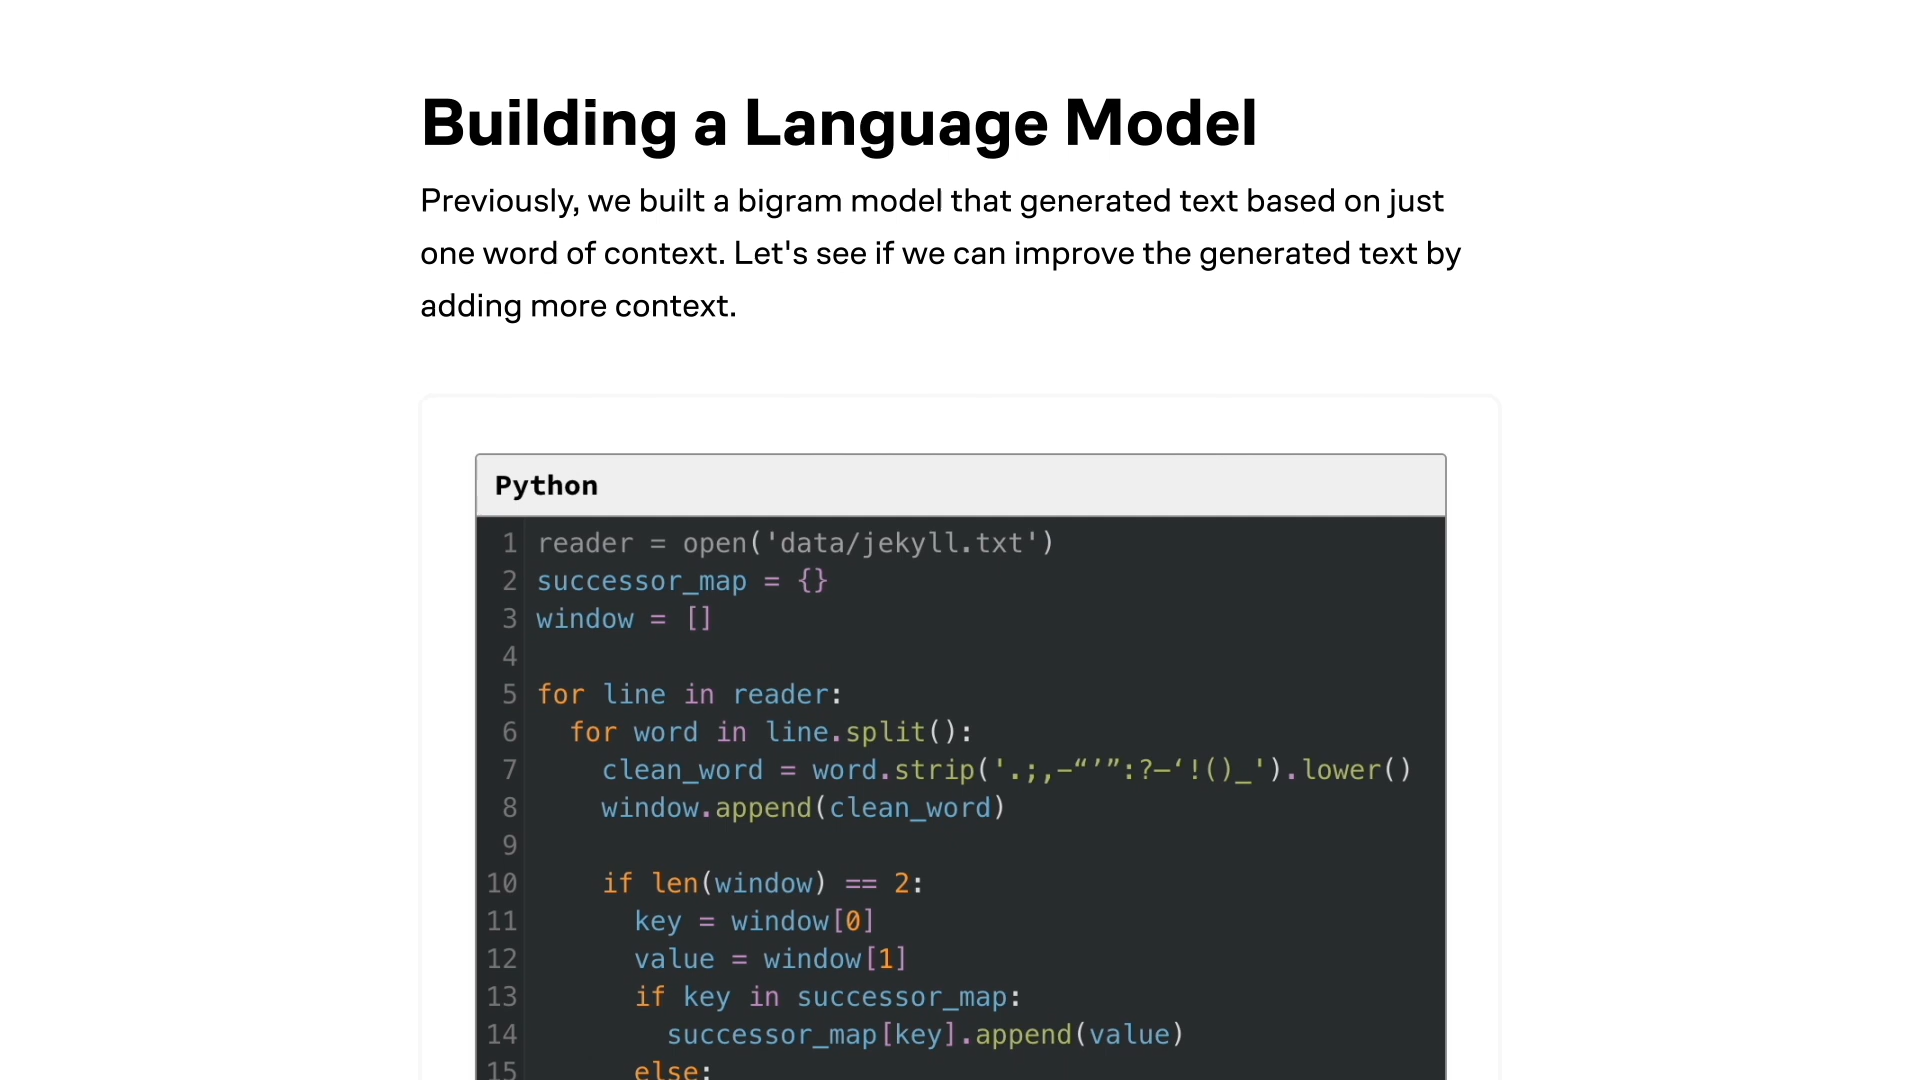 Building a Language Model
Previously, we built a bigram model that generated text based on just
one word of context. Let's see if we can improve the generated text by
adding more context.
Python
1 reader = open('data/jekyll.txt')
2 successor_map = {}
3 window = []
4
5 for line in reader:
6   for word in line.split():
7     clean_word = word.strip('.;,—“’”:?—‘!()_').lower()
8     window.append(clean_word)
9
10     if len(window) == 2:
11       key = window[0]
12       value = window[1]
13       if key in successor_map:
14         successor_map[key].append(value)
15       else: